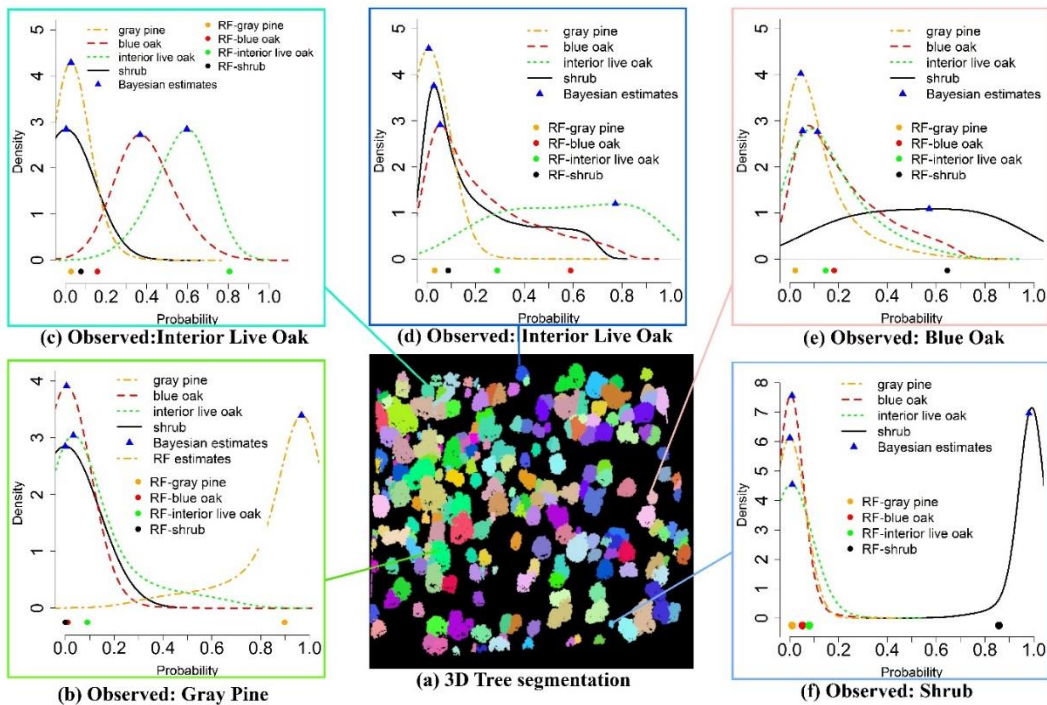 gray pine
blue oak
interior live oak
shrub
Bayesian estimates
RF-gray pine
RF-blue oak
RF-interior live oak
RF-shrub
Density
5
4
3
2
1
0
0.0 0.2 0.4 0.6 0.8 1.0
Probability
(c) Observed:Interior Live Oak
gray pine
blue oak
interior live oak
shrub
Bayesian estimates
RF-gray pine
RF-blue oak
RF-interior live oak
RF-shrub
Density
5
4
3
2
1
0
0.0 0.2 0.4 0.6 0.8 1.0
Probability
(d) Observed: Interior Live Oak
gray pine
blue oak
interior live oak
shrub
Bayesian estimates
RF-gray pine
RF-blue oak
RF-interior live oak
RF-shrub
Density
5
4
3
2
1
0
0.0 0.2 0.4 0.6 0.8 1.0
Probability
(e) Observed: Blue Oak
gray pine
blue oak
interior live oak
shrub
Bayesian estimates
RF estimates
RF-gray pine
RF-blue oak
RF-interior live oak
RF-shrub
Density
4
3
2
1
0
0.0 0.2 0.4 0.6 0.8 1.0
Probability
(b) Observed: Gray Pine
(a) 3D Tree segmentation
gray pine
blue oak
interior live oak
shrub
Bayesian estimates
RF-gray pine
RF-blue oak
RF-interior live oak
RF-shrub
Density
8
7
6
5
4
3
2
1
0
0.0 0.2 0.4 0.6 0.8 1.0
Probability
(f) Observed: Shrub